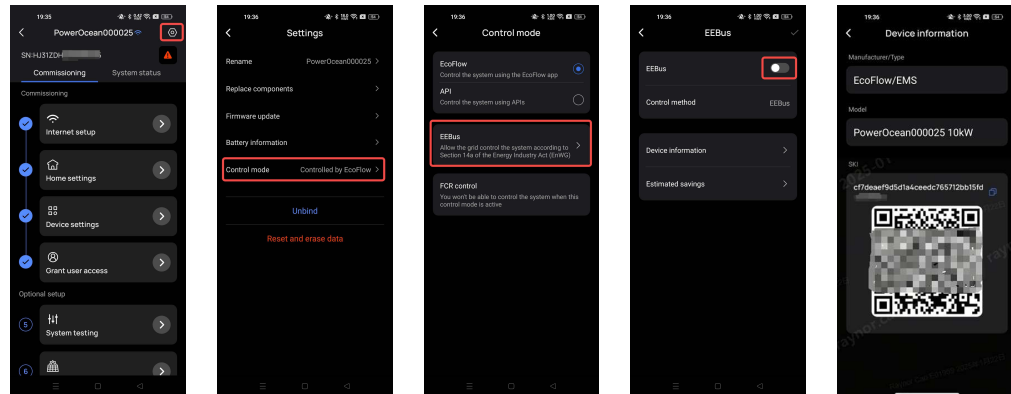 19:35
PowerOcean000025
SN:HJ31ZDH
Commissioning
System status
Commissioning
Internet setup
Home settings
Device settings
Grant user access
Optional setup
5
System testing
6
19:36
Settings
Rename
PowerOcean000025
Replace components
Firmware update
Battery information
Control mode
Controlled by EcoFlow
Unbind
Reset and erase data
19:36
Control mode
EcoFlow
Control the system using the EcoFlow app
API
Control the system using APIs
EEBus
Allow the grid control the system according to
Section 14a of the Energy Industry Act (EnWG)
FCR control
You won't be able to control the system when this
control mode is active
19:36
EEBus
EEBus
Control method
EEBus
Device information
Estimated savings
19:36
Device information
Manufacturer/Type
EcoFlow/EMS
Model
PowerOcean000025 10kW
SKI
cf7deaef9d5d1a4ceedc765712bb15fd